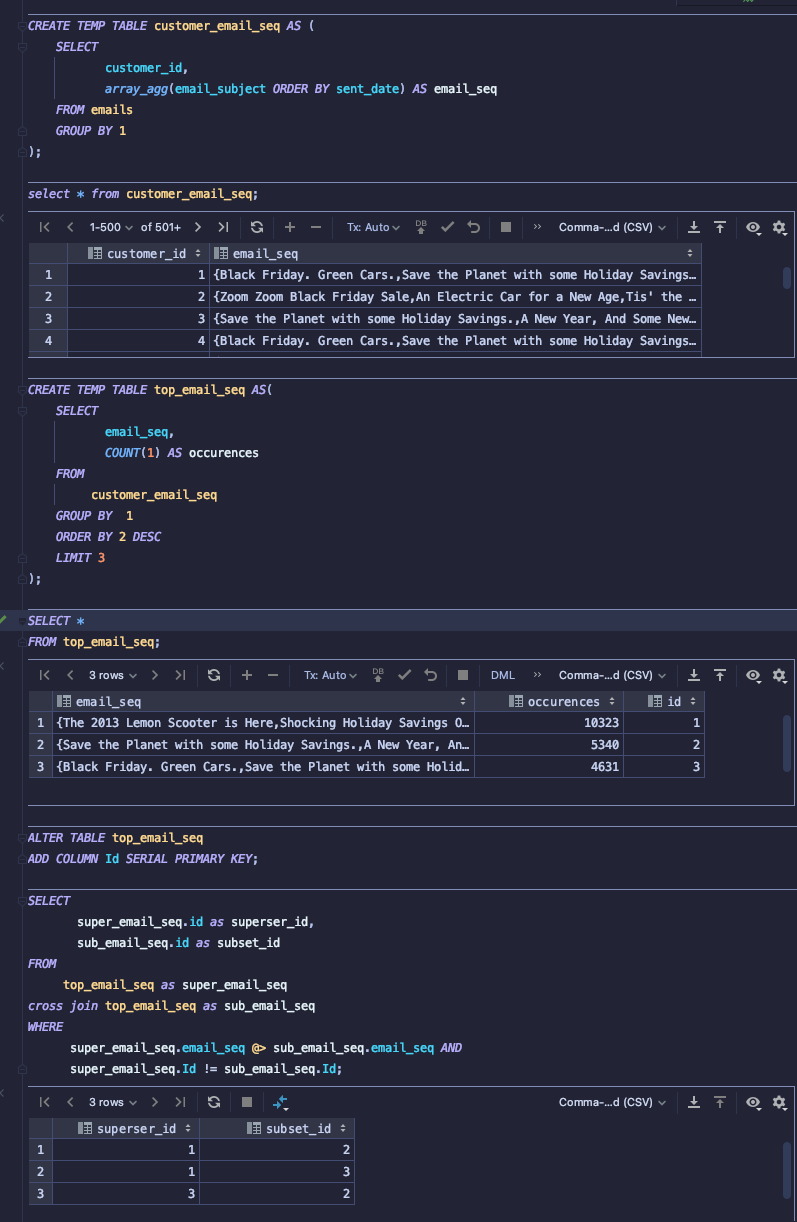 CREATE TEMP TABLE customer_email_seq AS (
SELECT
customer_id,
array_agg(email_subject ORDER BY sent_date) AS email_seq
FROM emails
GROUP BY 1
);
select * from customer_email_seq;
1-500 of 501+ Tx: Auto DB Comma-...d (CSV)
customer_id email_seq
1 1 {Black Friday. Green Cars.,Save the Planet with some Holiday Savings…
2 2 {Zoom Zoom Black Friday Sale,An Electric Car for a New Age,Tis' the …
3 3 {Save the Planet with some Holiday Savings.,A New Year, And Some New…
4 4 {Black Friday. Green Cars.,Save the Planet with some Holiday Savings…
CREATE TEMP TABLE top_email_seq AS(
SELECT
email_seq,
COUNT(1) AS occurences
FROM
customer_email_seq
GROUP BY 1
ORDER BY 2 DESC
LIMIT 3
);
SELECT *
FROM top_email_seq;
3 rows Tx: Auto DB DML Comma-...d (CSV)
email_seq occurences id
1 {The 2013 Lemon Scooter is Here,Shocking Holiday Savings O… 10323 1
2 {Save the Planet with some Holiday Savings.,A New Year, An… 5340 2
3 {Black Friday. Green Cars.,Save the Planet with some Holid… 4631 3
ALTER TABLE top_email_seq
ADD COLUMN Id SERIAL PRIMARY KEY;
SELECT
super_email_seq.id as superser_id,
sub_email_seq.id as subset_id
FROM
top_email_seq as super_email_seq
cross join top_email_seq as sub_email_seq
WHERE
super_email_seq.email_seq @> sub_email_seq.email_seq AND
super_email_seq.Id != sub_email_seq.Id;
3 rows Comma-...d (CSV)
superser_id subset_id
1 1 2
2 1 3
3 3 2